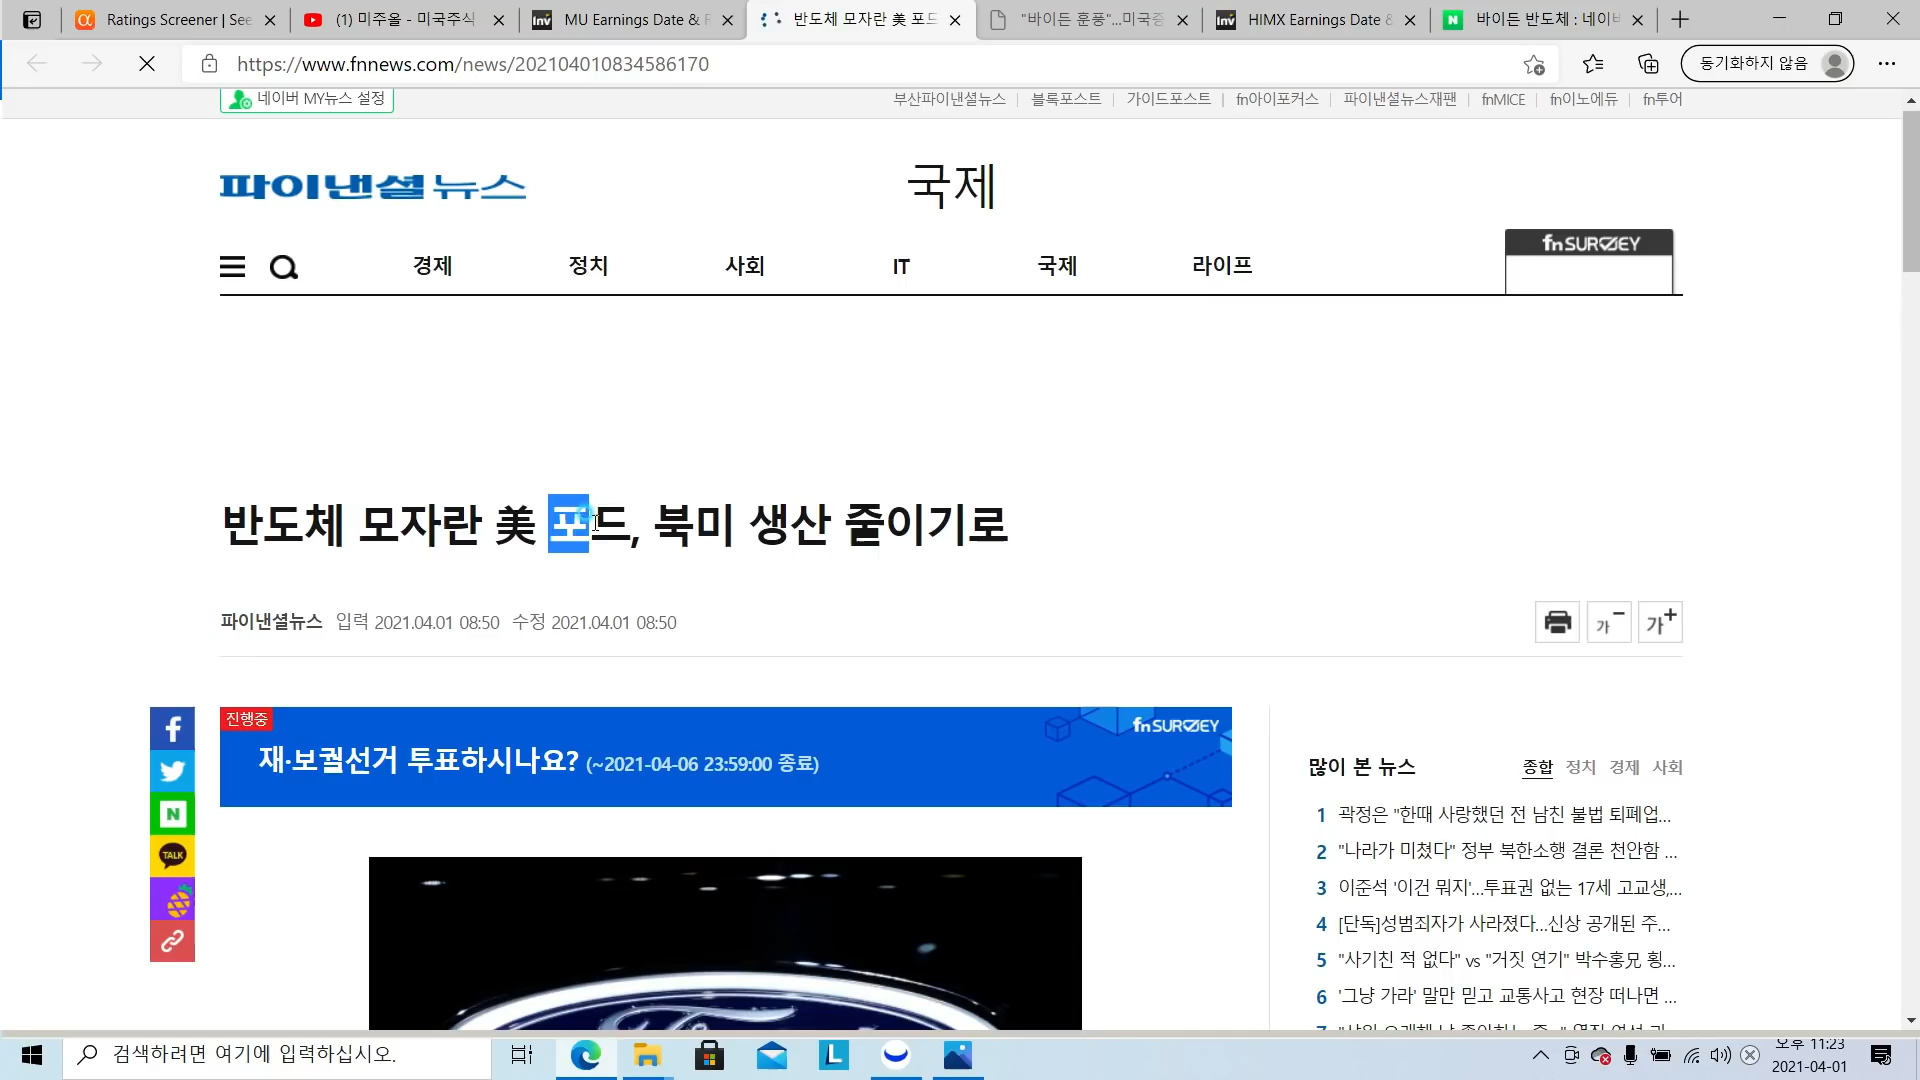 Ratings Screener | See
(1) 미주올 - 미국주식
MU Earnings Date &
반도체 모자란 美 포드
"바이든 훈풍"...미국증
HIMX Earnings Date &
바이든 반도체 : 네이
https://www.fnnews.com/news/202104010834586170
동기화하지 않음
네이버 MY뉴스 설정
부산파이낸셜뉴스
블록포스트
가이드포스트
fn아이포커스
파이낸셜뉴스재팬
fnMICE
fn이노에듀
fn투어
파이낸셜뉴스
국제
fnSURVEY
경제
정치
사회
IT
국제
라이프
반도체 모자란 美 포드, 북미 생산 줄이기로
파이낸셜뉴스 입력 2021.04.01 08:50 수정 2021.04.01 08:50
가 -
가 +
진행중
fnSURVEY
재·보궐선거 투표하시나요? (~2021-04-06 23:59:00 종료)
TALK
많이 본 뉴스
종합 정치 경제 사회
1 곽정은 "한때 사랑했던 전 남친 불법 퇴폐업...
2 "나라가 미쳤다" 정부 북한소행 결론 천안함 ...
3 이준석 '이건 뭐지'...투표권 없는 17세 고교생,...
4 [단독]성범죄자가 사라졌다...신상 공개된 주...
5 "사기친 적 없다" vs "거짓 연기" 박수홍兄 횡...
6 '그냥 가라' 말만 믿고 교통사고 현장 떠나면 ...
검색하려면 여기에 입력하십시오.
오후 11:23
2021-04-01